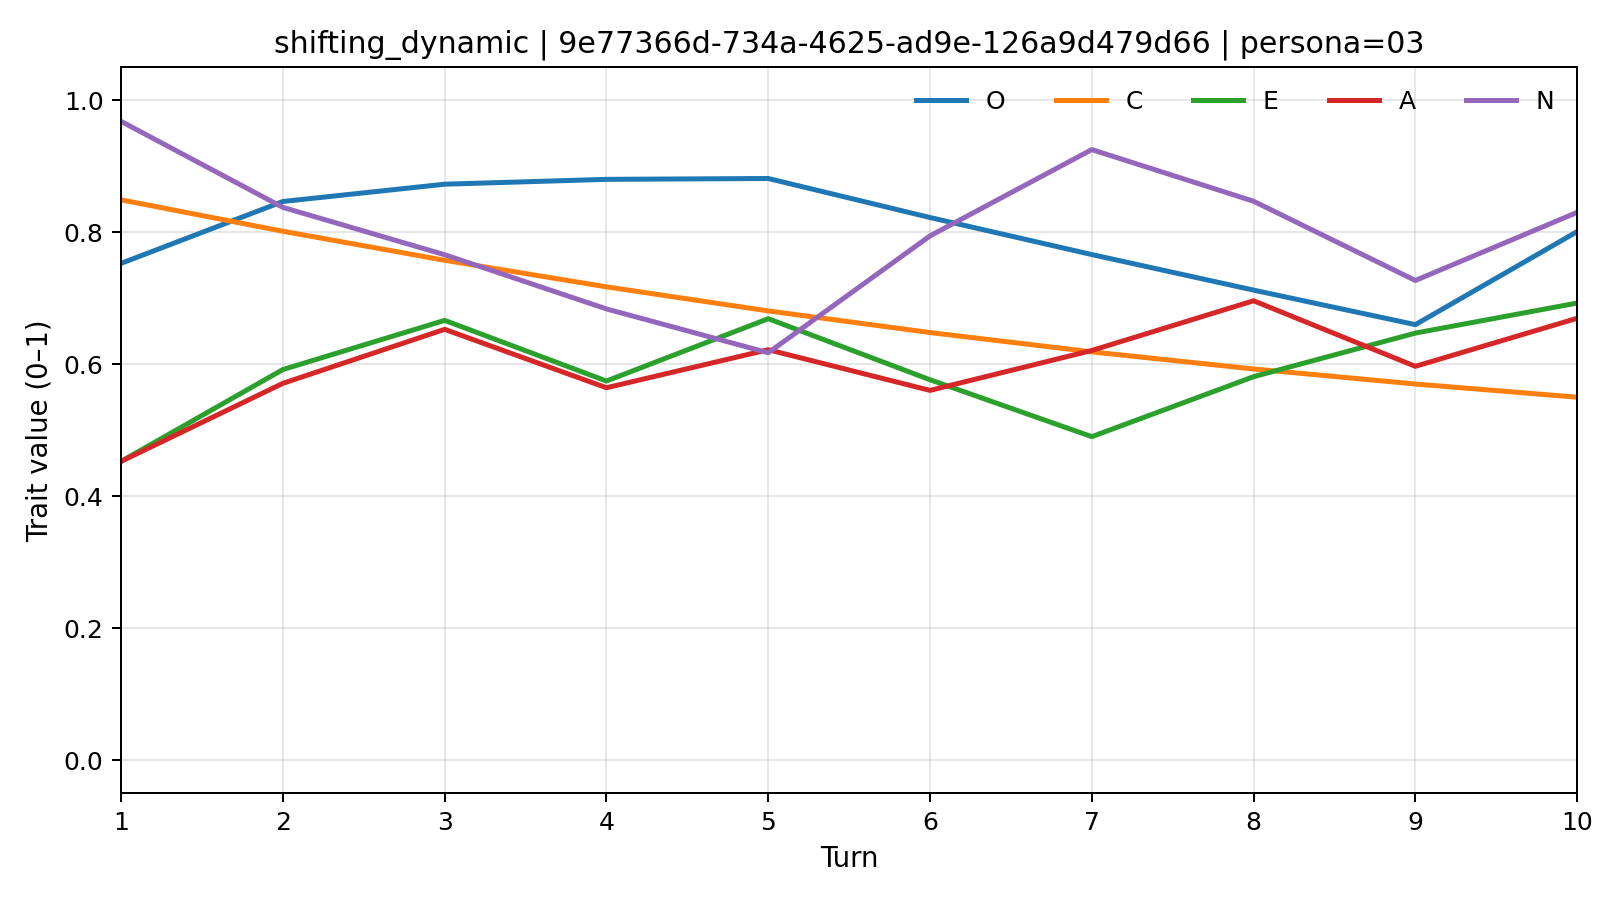 shifting_dynamic | 9e77366d-734a-4625-ad9e-126a9d479d66 | persona=03
O C E A N
1.0
0.8
0.6
0.4
0.2
0.0
Trait value (0–1)
1 2 3 4 5 6 7 8 9 10
Turn